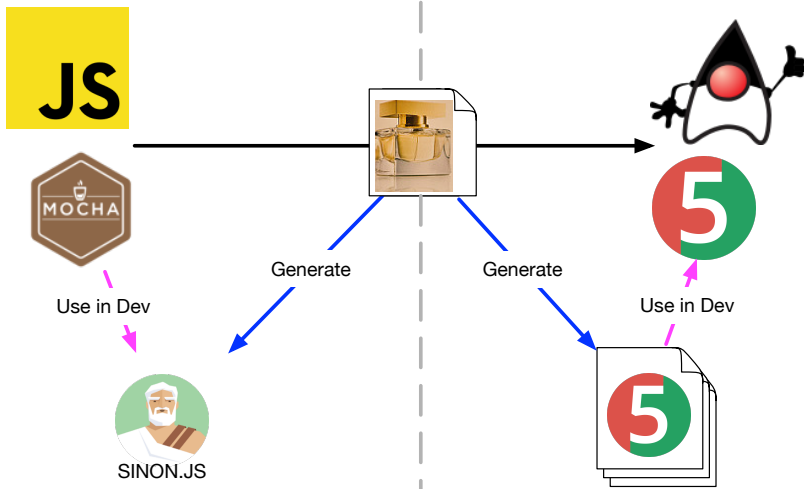 JS
MOCHA
5
Generate
Generate
Use in Dev
Use in Dev
5
SINON.JS